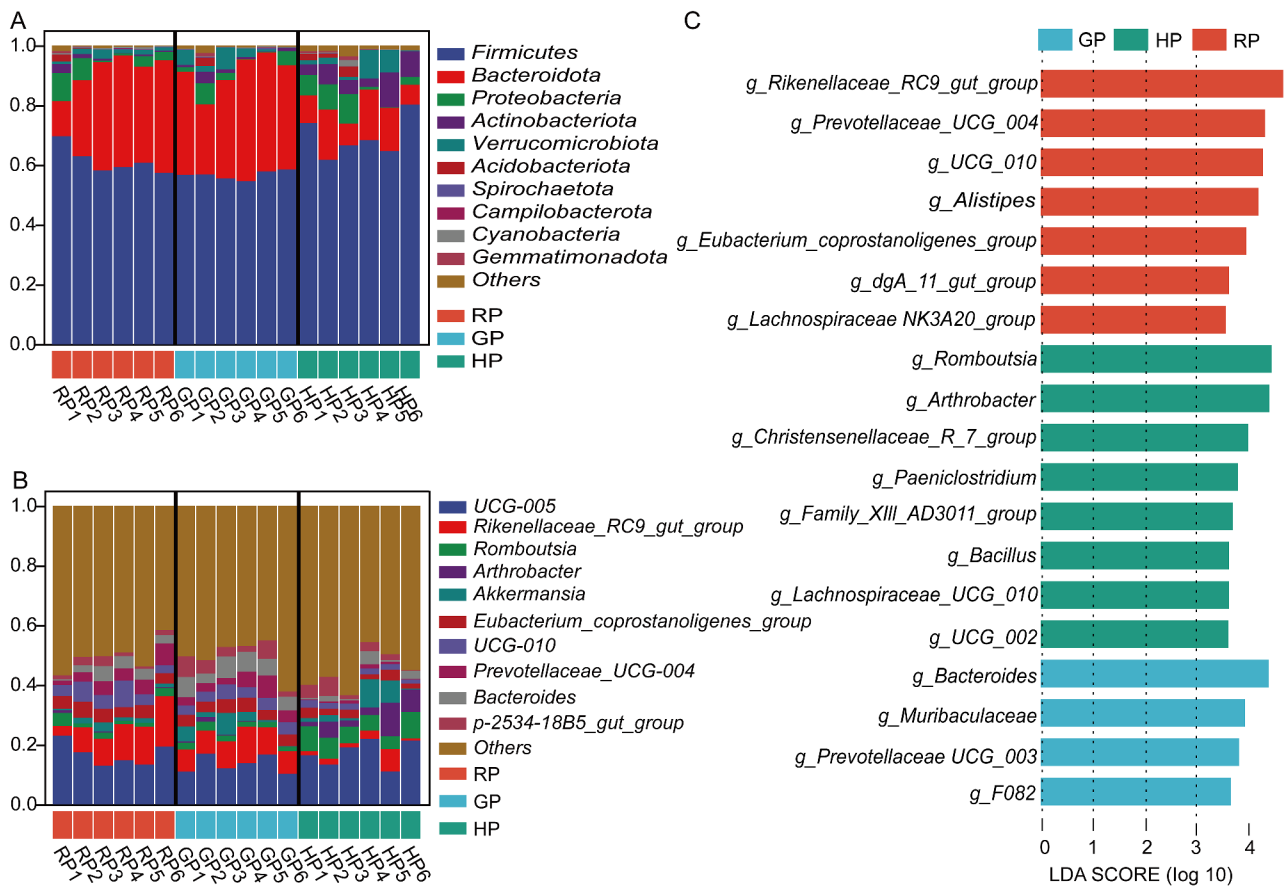 A
1.0
0.8
0.6
0.4
0.2
0.0
Firmicutes
Bacteroidota
Proteobacteria
Actinobacteriota
Verrucomicrobiota
Acidobacteriota
Spirochaetota
Campilobacterota
Cyanobacteria
Gemmatimonadota
Others
RP
GP
HP
RP1 RP2 RP3 RP4 RP5 RP6 GP1 GP2 GP3 GP4 GP5 GP6 HP1 HP2 HP3 HP4 HP5 HP6
B
1.0
0.8
0.6
0.4
0.2
0.0
UCG-005
Rikenellaceae_RC9_gut_group
Romboutsia
Arthrobacter
Akkermansia
Eubacterium_coprostanoligenes_group
UCG-010
Prevotellaceae_UCG-004
Bacteroides
p-2534-18B5_gut_group
Others
RP
GP
HP
RP1 RP2 RP3 RP4 RP5 RP6 GP1 GP2 GP3 GP4 GP5 GP6 HP1 HP2 HP3 HP4 HP5 HP6
C
GP HP RP
g_Rikenellaceae_RC9_gut_group
g_Prevotellaceae_UCG_004
g_UCG_010
g_Alistipes
g_Eubacterium_coprostanoligenes_group
g_dgA_11_gut_group
g_Lachnospiraceae NK3A20_group
g_Romboutsia
g_Arthrobacter
g_Christensenellaceae_R_7_group
g_Paeniclostridium
g_Family_XIII_AD3011_group
g_Bacillus
g_Lachnospiraceae_UCG_010
g_UCG_002
g_Bacteroides
g_Muribaculaceae
g_Prevotellaceae UCG_003
g_F082
0 1 2 3 4
LDA SCORE (log 10)